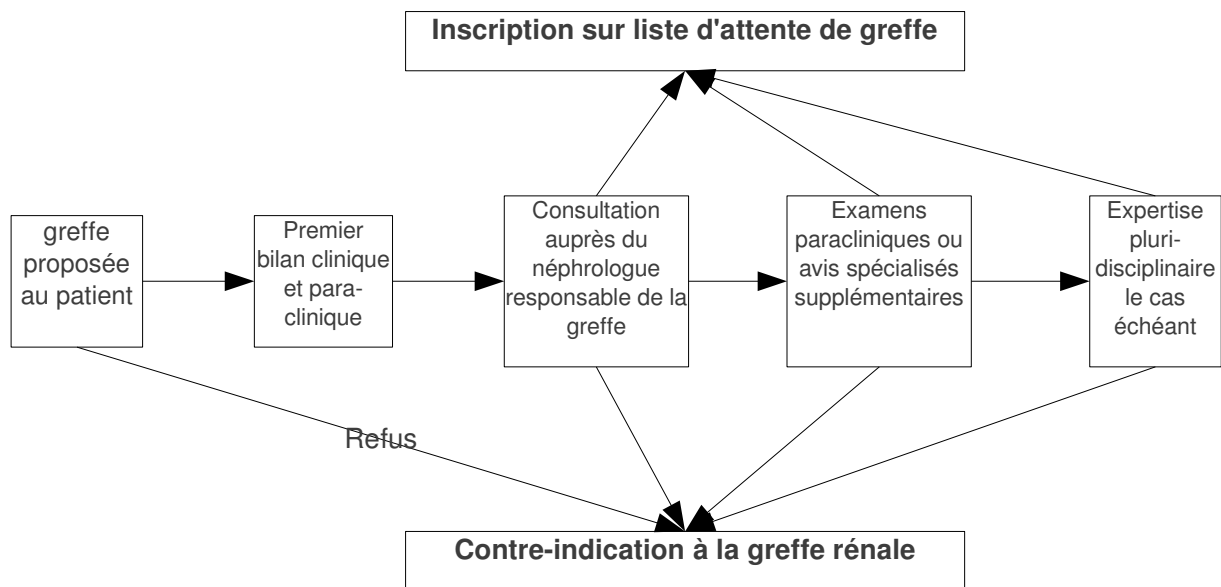 Inscription sur liste d'attente de greffe
greffe
proposée
au patient
Premier
bilan clinique
et para-
clinique
Consultation
auprès du
néphrologue
responsable de la
greffe
Examens
paracliniques ou
avis spécialisés
supplémentaires
Expertise
pluri-
disciplinaire
le cas
échéant
Refus
Contre-indication à la greffe rénale